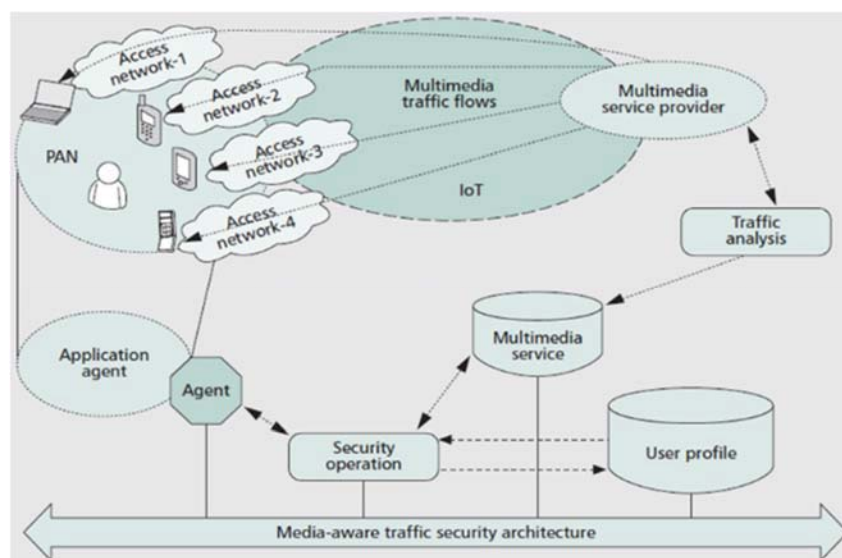 Access
network-1
Access
network-2
Multimedia
traffic flows
Multimedia
service provider
PAN
Access
network-3
IoT
Access
network-4
Traffic
analysis
Multimedia
service
Application
agent
Agent
Security
operation
User profile
Media-aware traffic security architecture